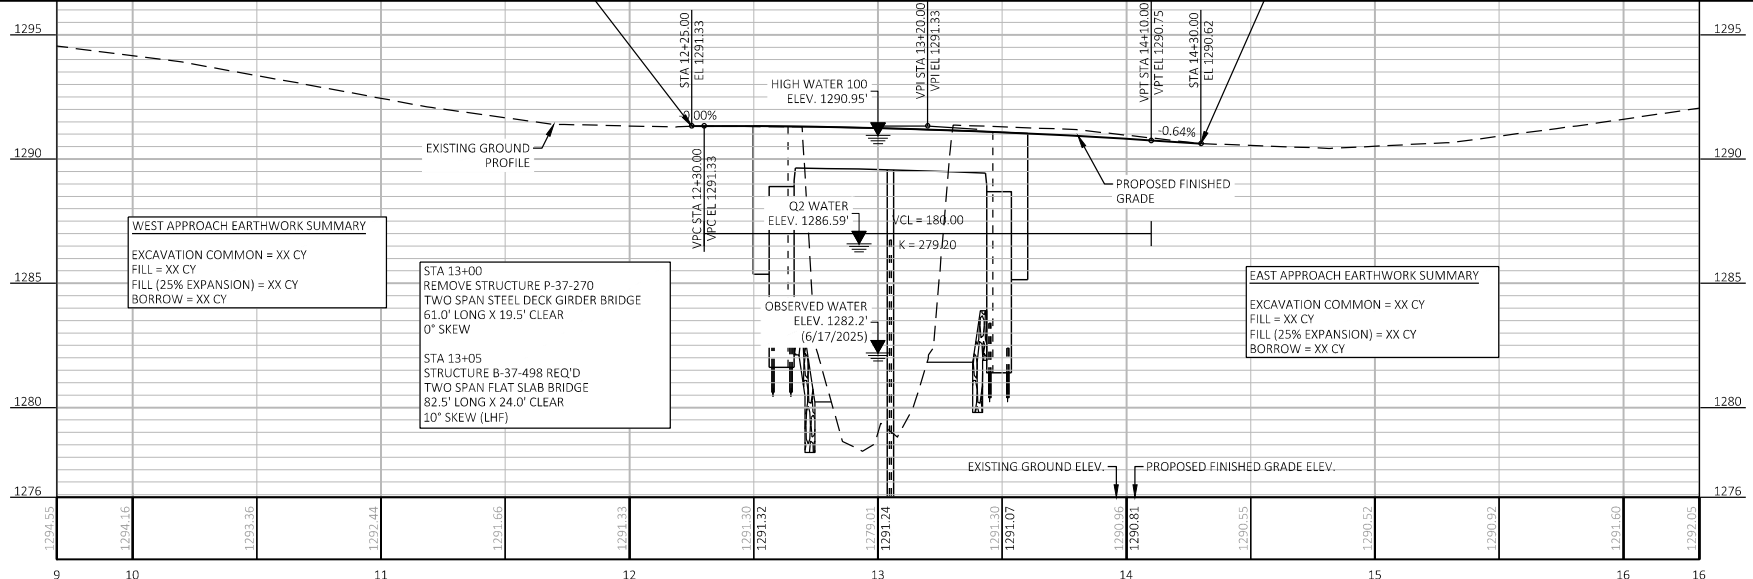 1295
1295
STA 12+25.00
EL 1291.33
VPI STA 13+20.00
VPI EL 1291.33
VPT STA 14+10.00
VPT EL 1290.75
STA 14+30.00
EL 1290.62
HIGH WATER 100
ELEV. 1290.95'
0.00%
-0.64%
EXISTING GROUND
PROFILE
1290
1290
VPC STA 12+30.00
VPC EL 1291.33
PROPOSED FINISHED
GRADE
Q2 WATER
ELEV. 1286.59'
VCL = 180.00
K = 279.20
WEST APPROACH EARTHWORK SUMMARY
EXCAVATION COMMON = XX CY
FILL = XX CY
FILL (25% EXPANSION) = XX CY
BORROW = XX CY
1285
1285
STA 13+00
REMOVE STRUCTURE P-37-270
TWO SPAN STEEL DECK GIRDER BRIDGE
61.0' LONG X 19.5' CLEAR
0° SKEW
STA 13+05
STRUCTURE B-37-498 REQ'D
TWO SPAN FLAT SLAB BRIDGE
82.5' LONG X 24.0' CLEAR
10° SKEW (LHF)
OBSERVED WATER
ELEV. 1282.2'
(6/17/2025)
EAST APPROACH EARTHWORK SUMMARY
EXCAVATION COMMON = XX CY
FILL = XX CY
FILL (25% EXPANSION) = XX CY
BORROW = XX CY
1280
1280
EXISTING GROUND ELEV.
PROPOSED FINISHED GRADE ELEV.
1276
1276
1294.55
1294.16
1293.36
1292.44
1291.66
1291.33
1291.30
1291.32
1279.01
1291.24
1291.30
1291.07
1290.96
1290.81
1290.55
1290.52
1290.92
1291.60
1292.05
9
10
11
12
13
14
15
16
16